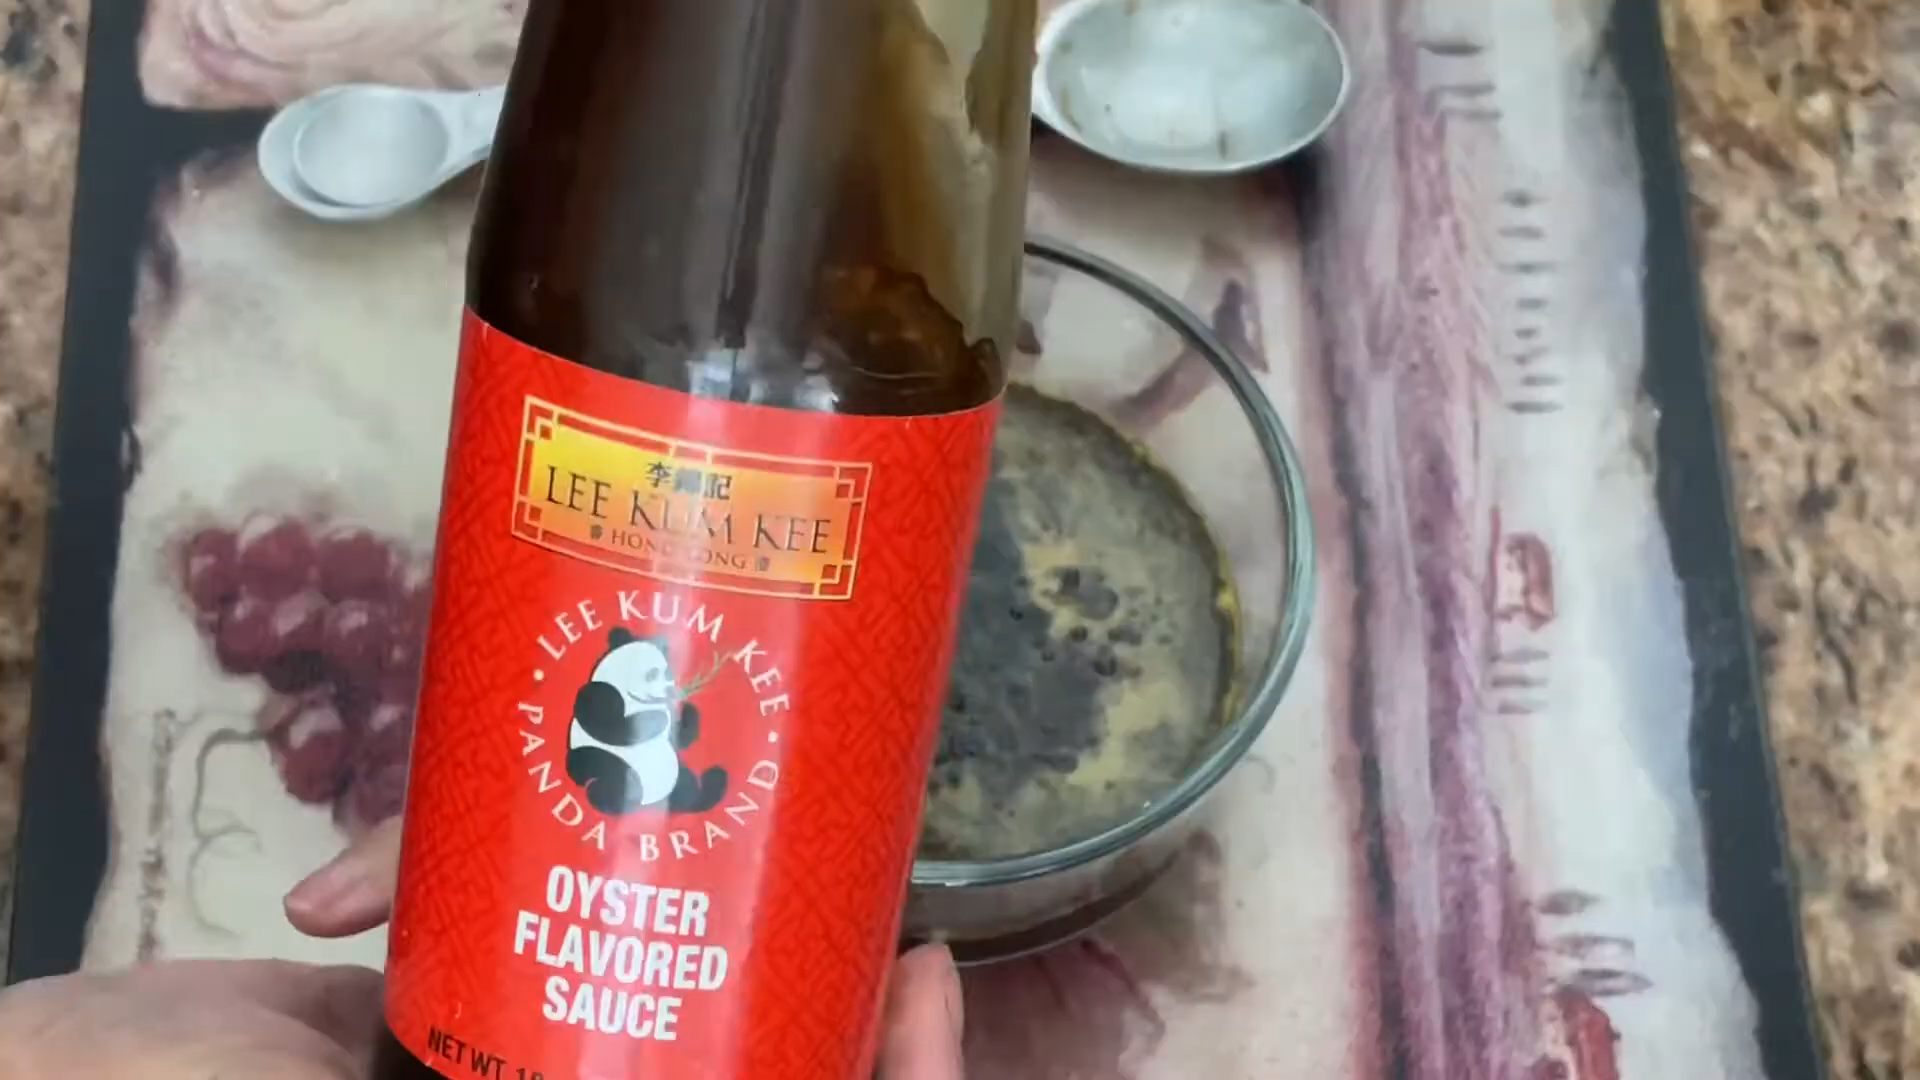 李錦記
LEE KUM KEE
HONG KONG
LEE KUM KEE
PANDA BRAND
OYSTER
FLAVORED
SAUCE
NET WT.